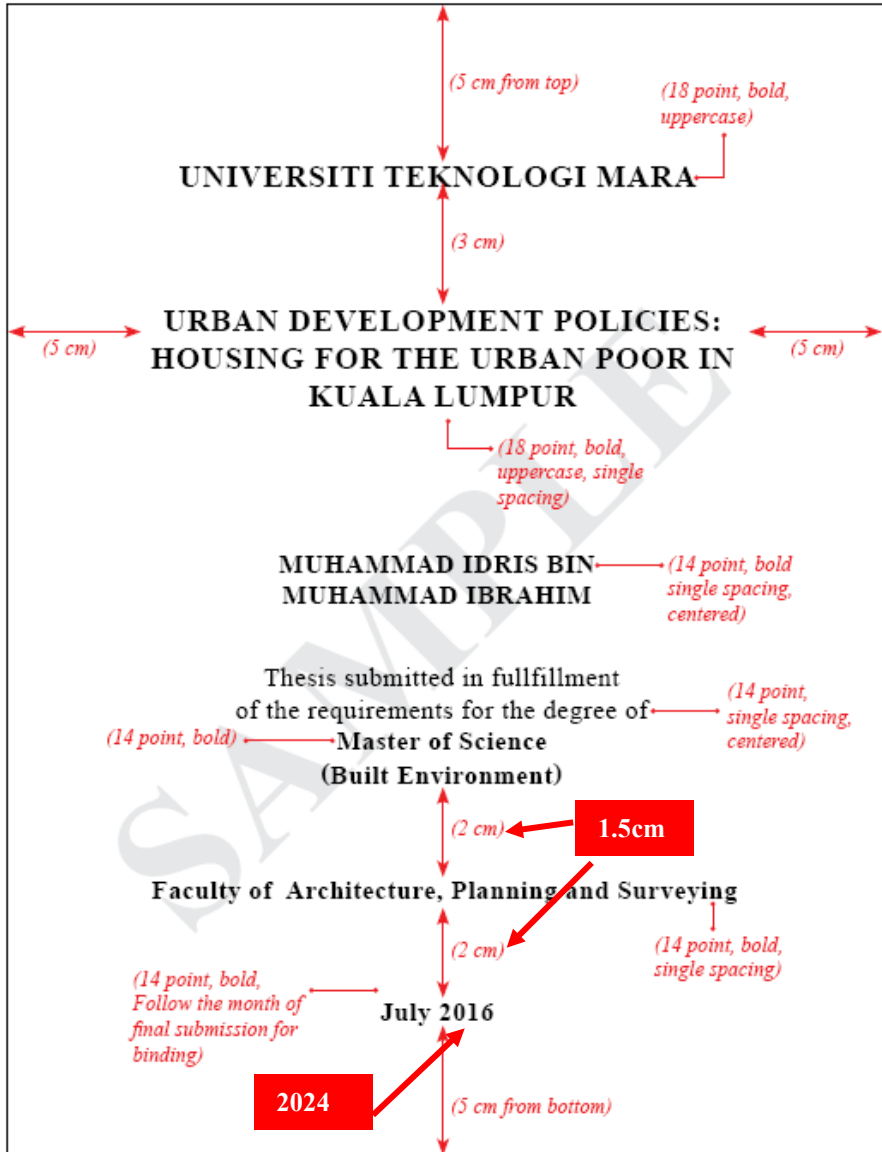 (5 cm from top)
(18 point, bold,
uppercase)
UNIVERSITI TEKNOLOGI MARA
(3 cm)
URBAN DEVELOPMENT POLICIES:
HOUSING FOR THE URBAN POOR IN
KUALA LUMPUR
(5 cm)
(5 cm)
(18 point, bold,
uppercase, single
spacing)
MUHAMMAD IDRIS BIN
MUHAMMAD IBRAHIM
(14 point, bold
single spacing,
centered)
Thesis submitted in fullfillment
of the requirements for the degree of
Master of Science
(Built Environment)
(14 point, bold)
(14 point,
single spacing,
centered)
(2 cm)
1.5cm
Faculty of Architecture, Planning and Surveying
(2 cm)
(14 point, bold,
single spacing)
(14 point, bold,
Follow the month of
final submission for
binding)
July 2016
2024
(5 cm from bottom)
SAMPLE